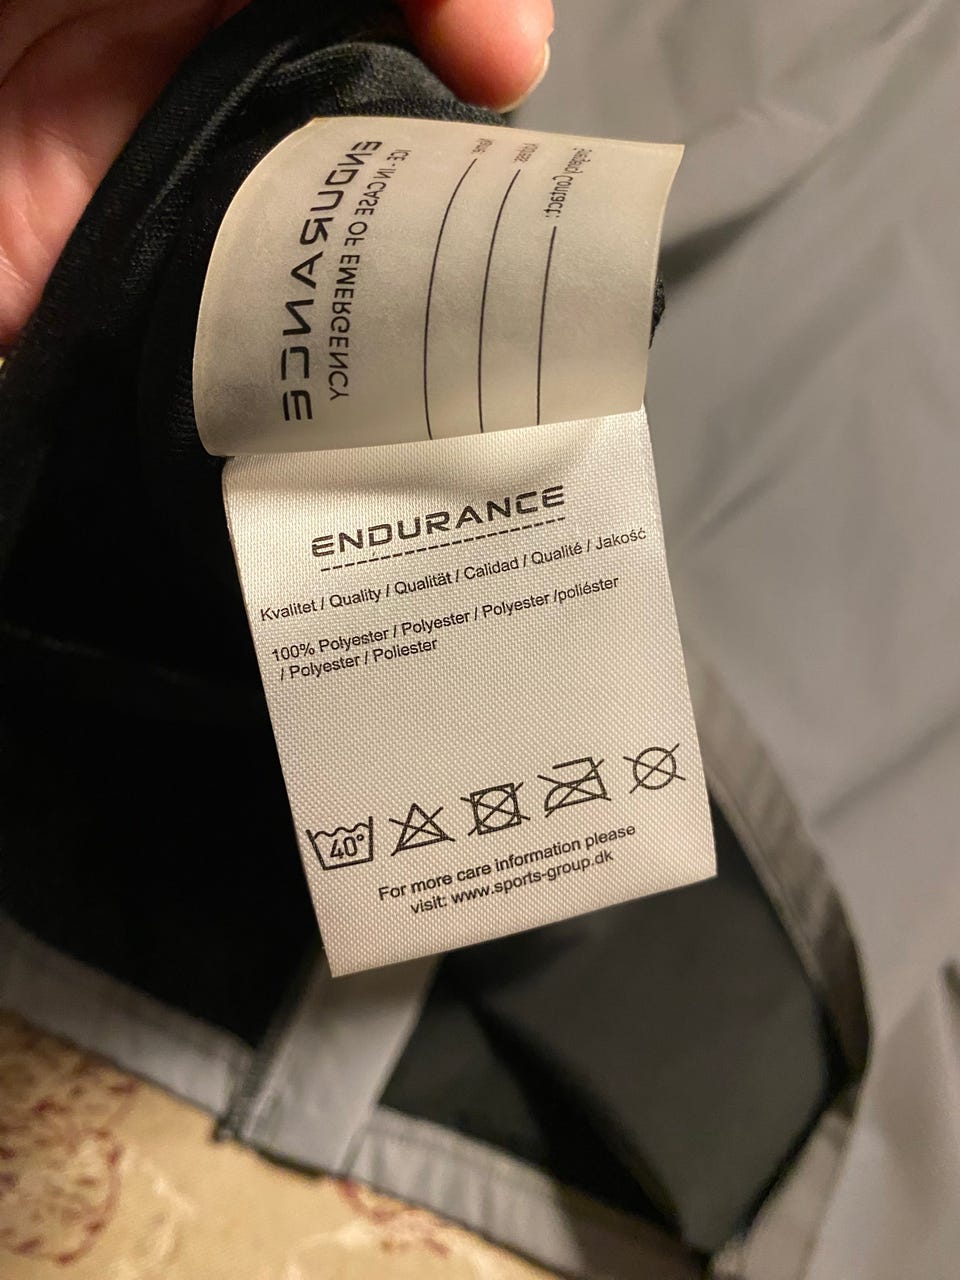 ENDURANCE
ICE - IN CASE OF EMERGENCY
Contact:
ENDURANCE
Kvalitet / Quality / Qualität / Calidad / Qualité / Jakość
100% Polyester / Polyester / Polyester /poliéster
/ Polyester / Poliester
40°
For more care information please
visit: www.sports-group.dk